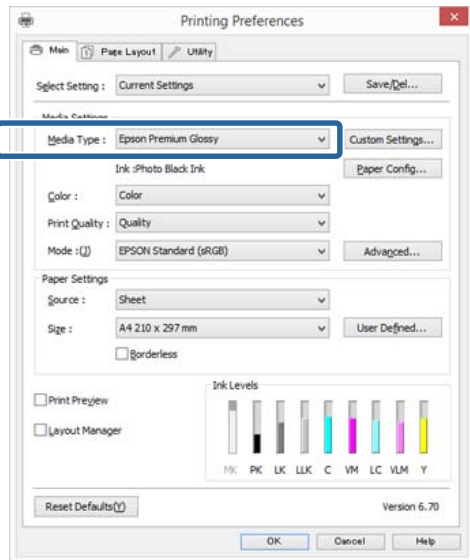 Printing Preferences
Main Page Layout Utility
Select Setting : Current Settings Save/Del...
Media Settings
Media Type : Epson Premium Glossy Custom Settings...
Ink :Photo Black Ink Paper Config...
Color : Color
Print Quality : Quality
Mode :(J) EPSON Standard (sRGB) Advanced...
Paper Settings
Source : Sheet
Size : A4 210 x 297 mm User Defined...
Borderless
Ink Levels
Print Preview
Layout Manager
MK PK LK LLK C VM LC VLM Y
Reset Defaults(Y) Version 6.70
OK Cancel Help